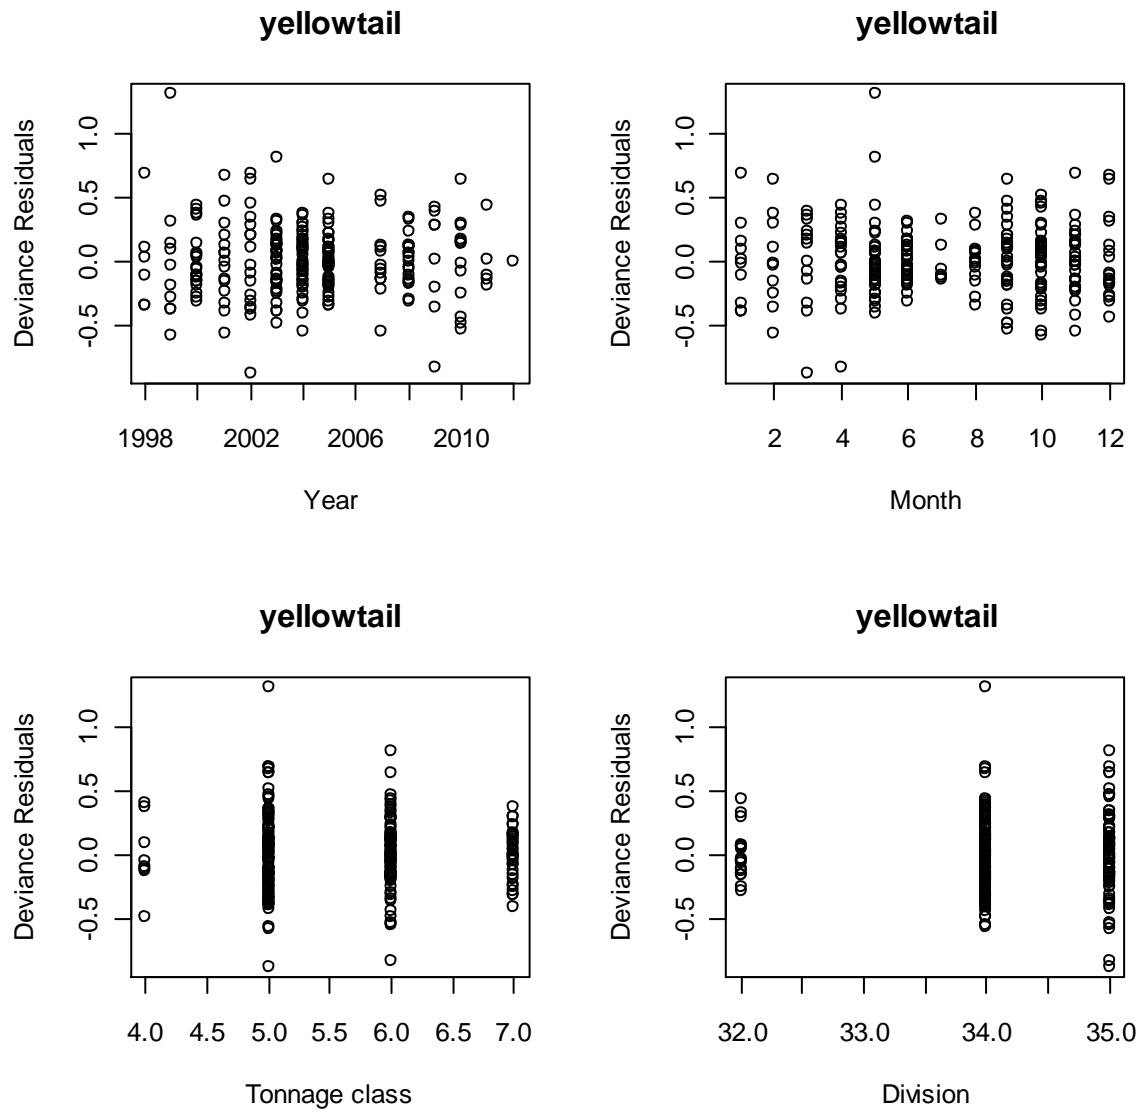 yellowtail
Deviance Residuals
1.0
0.5
0.0
-0.5
1998 2002 2006 2010
Year
yellowtail
Deviance Residuals
1.0
0.5
0.0
-0.5
2 4 6 8 10 12
Month
yellowtail
Deviance Residuals
1.0
0.5
0.0
-0.5
4.0 4.5 5.0 5.5 6.0 6.5 7.0
Tonnage class
yellowtail
Deviance Residuals
1.0
0.5
0.0
-0.5
32.0 33.0 34.0 35.0
Division